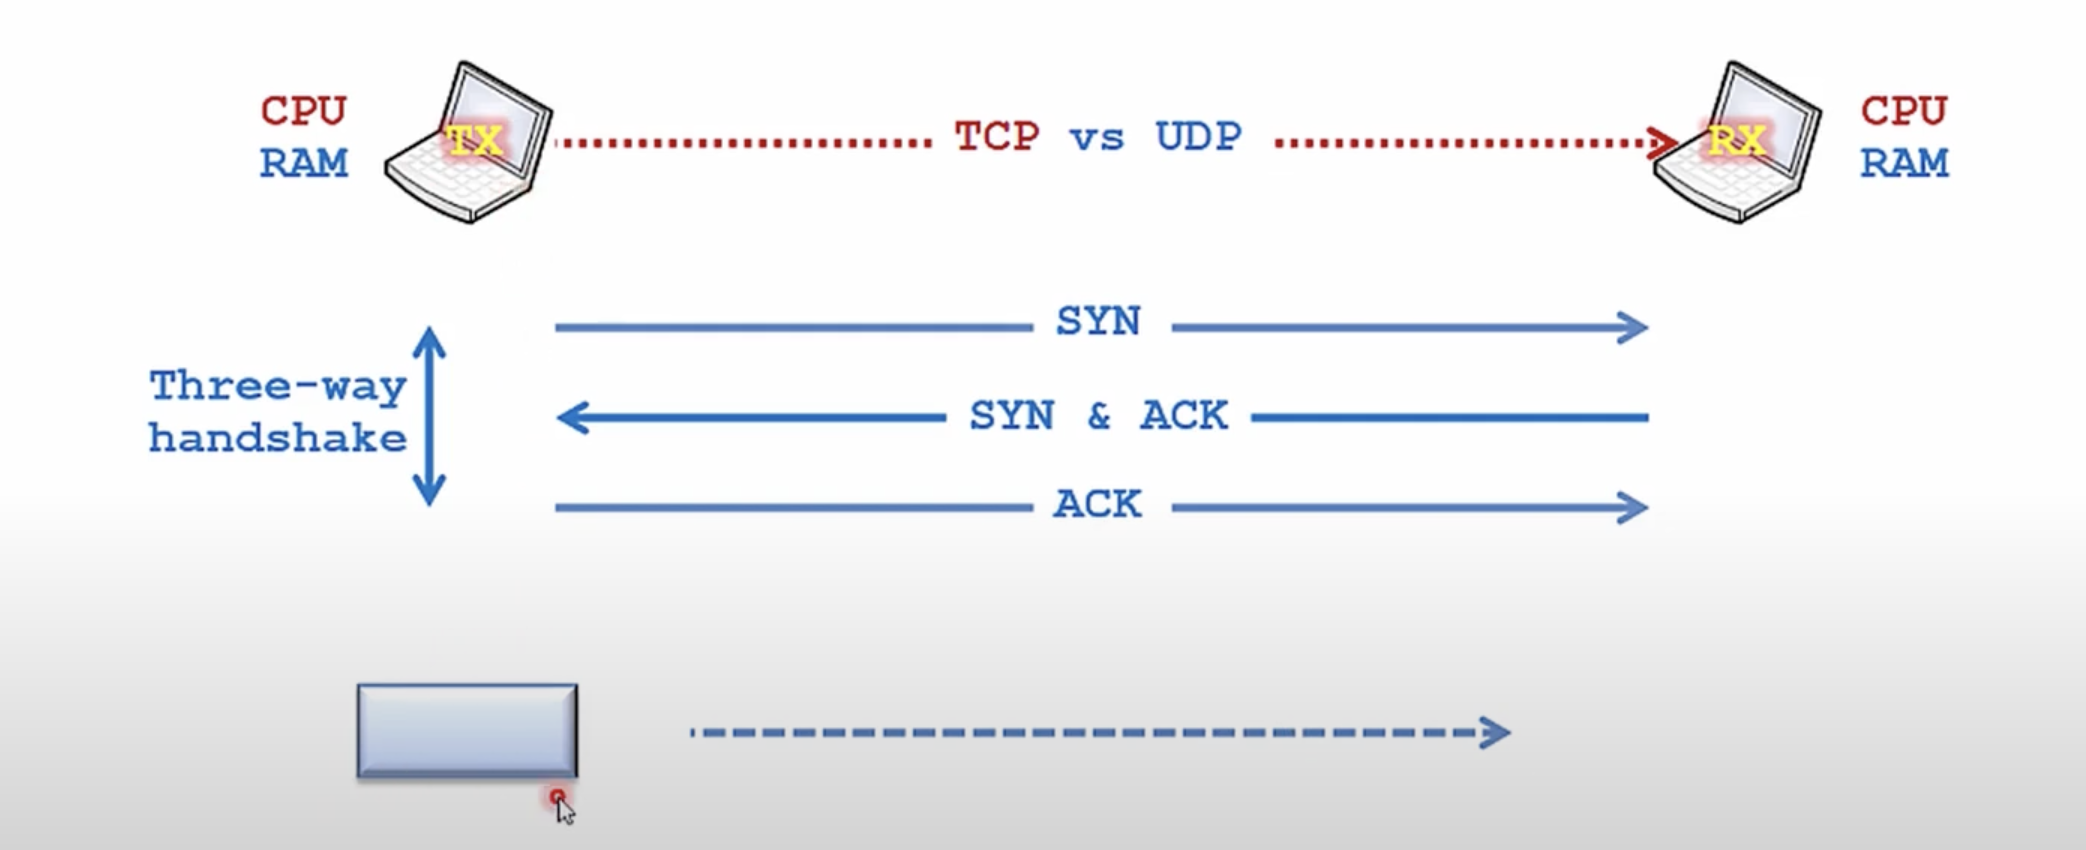 CPU
RAM
TX
TCP vs UDP
RX
CPU
RAM
SYN
Three-way
handshake
SYN & ACK
ACK